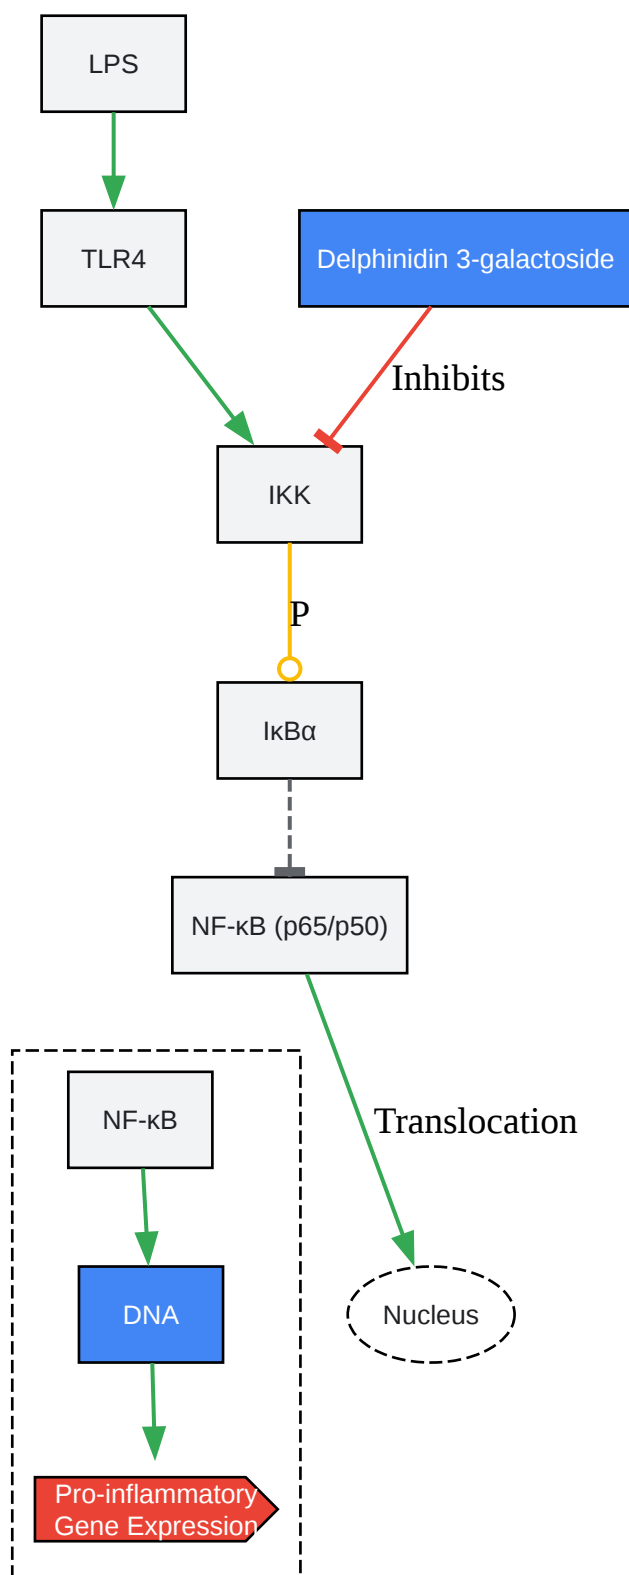 LPS
TLR4
Delphinidin 3-galactoside
Inhibits
IKK
P
IκBα
NF-κB (p65/p50)
NF-κB
Translocation
DNA
Nucleus
Pro-inflammatory
Gene Expression